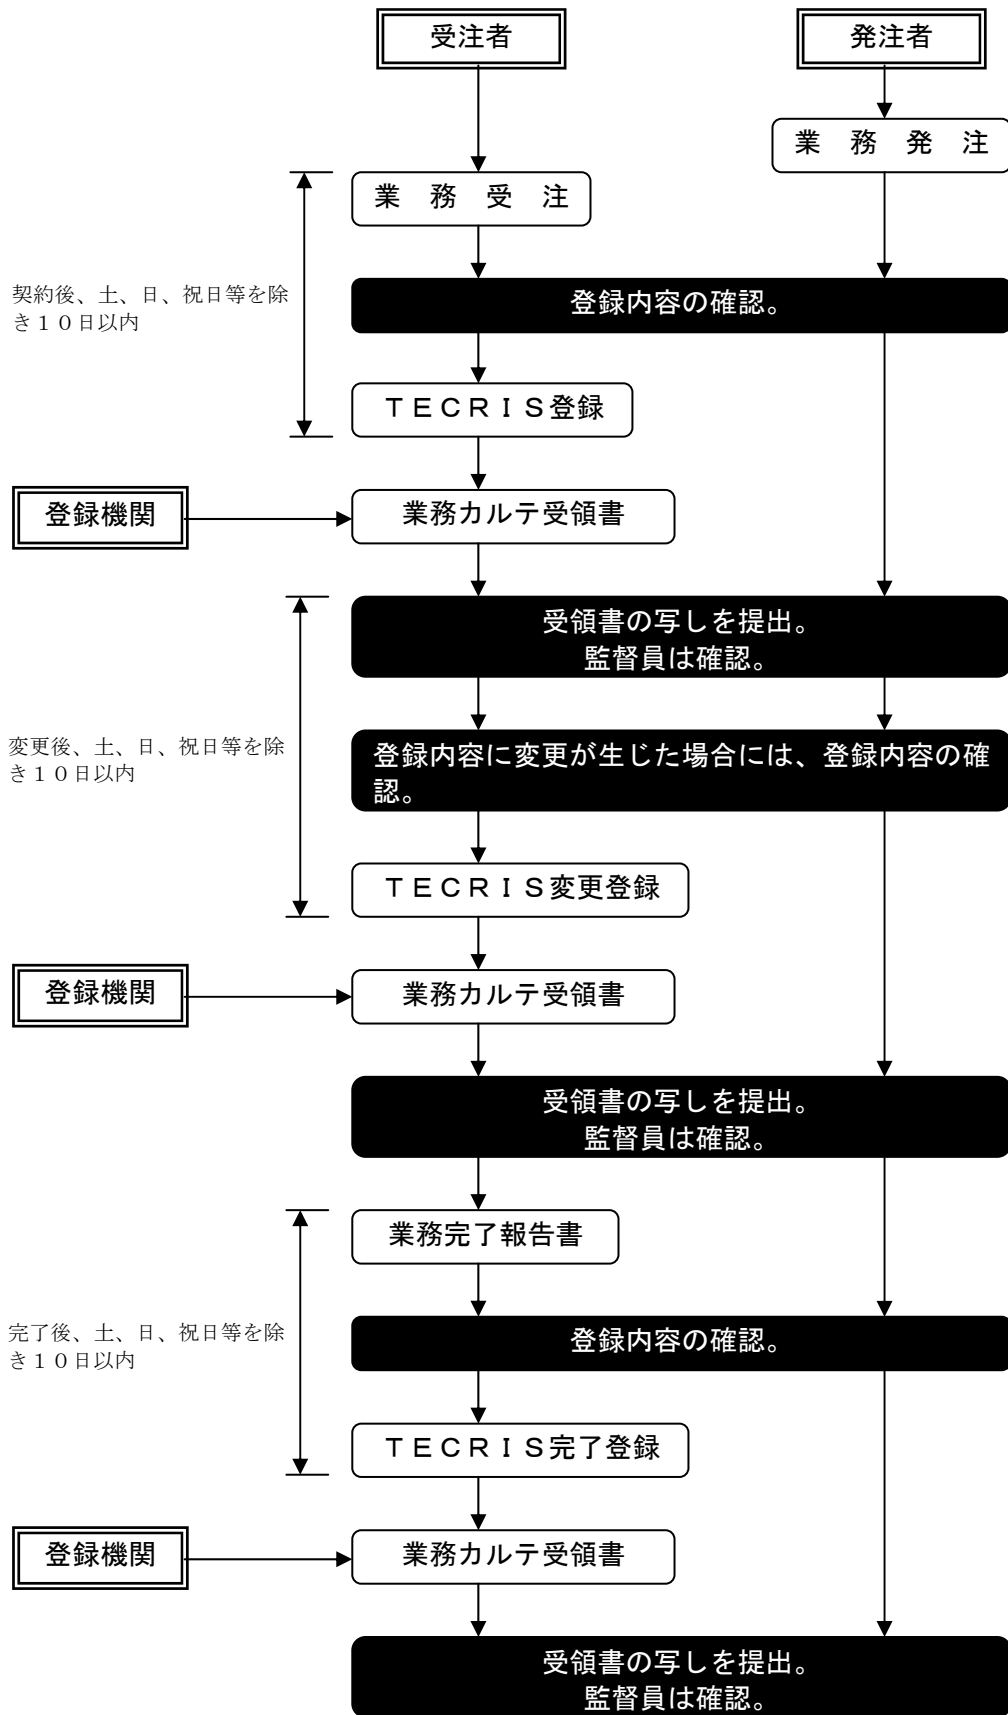 受注者
発注者
業　務　発　注
業　務　受　注
契約後、土、日、祝日等を除
き１０日以内
登録内容の確認。
ＴＥＣＲＩＳ登録
登録機関
業務カルテ受領書
受領書の写しを提出。
監督員は確認。
変更後、土、日、祝日等を除
き１０日以内
登録内容に変更が生じた場合には、登録内容の確
認。
ＴＥＣＲＩＳ変更登録
登録機関
業務カルテ受領書
受領書の写しを提出。
監督員は確認。
業務完了報告書
完了後、土、日、祝日等を除
き１０日以内
登録内容の確認。
ＴＥＣＲＩＳ完了登録
登録機関
業務カルテ受領書
受領書の写しを提出。
監督員は確認。